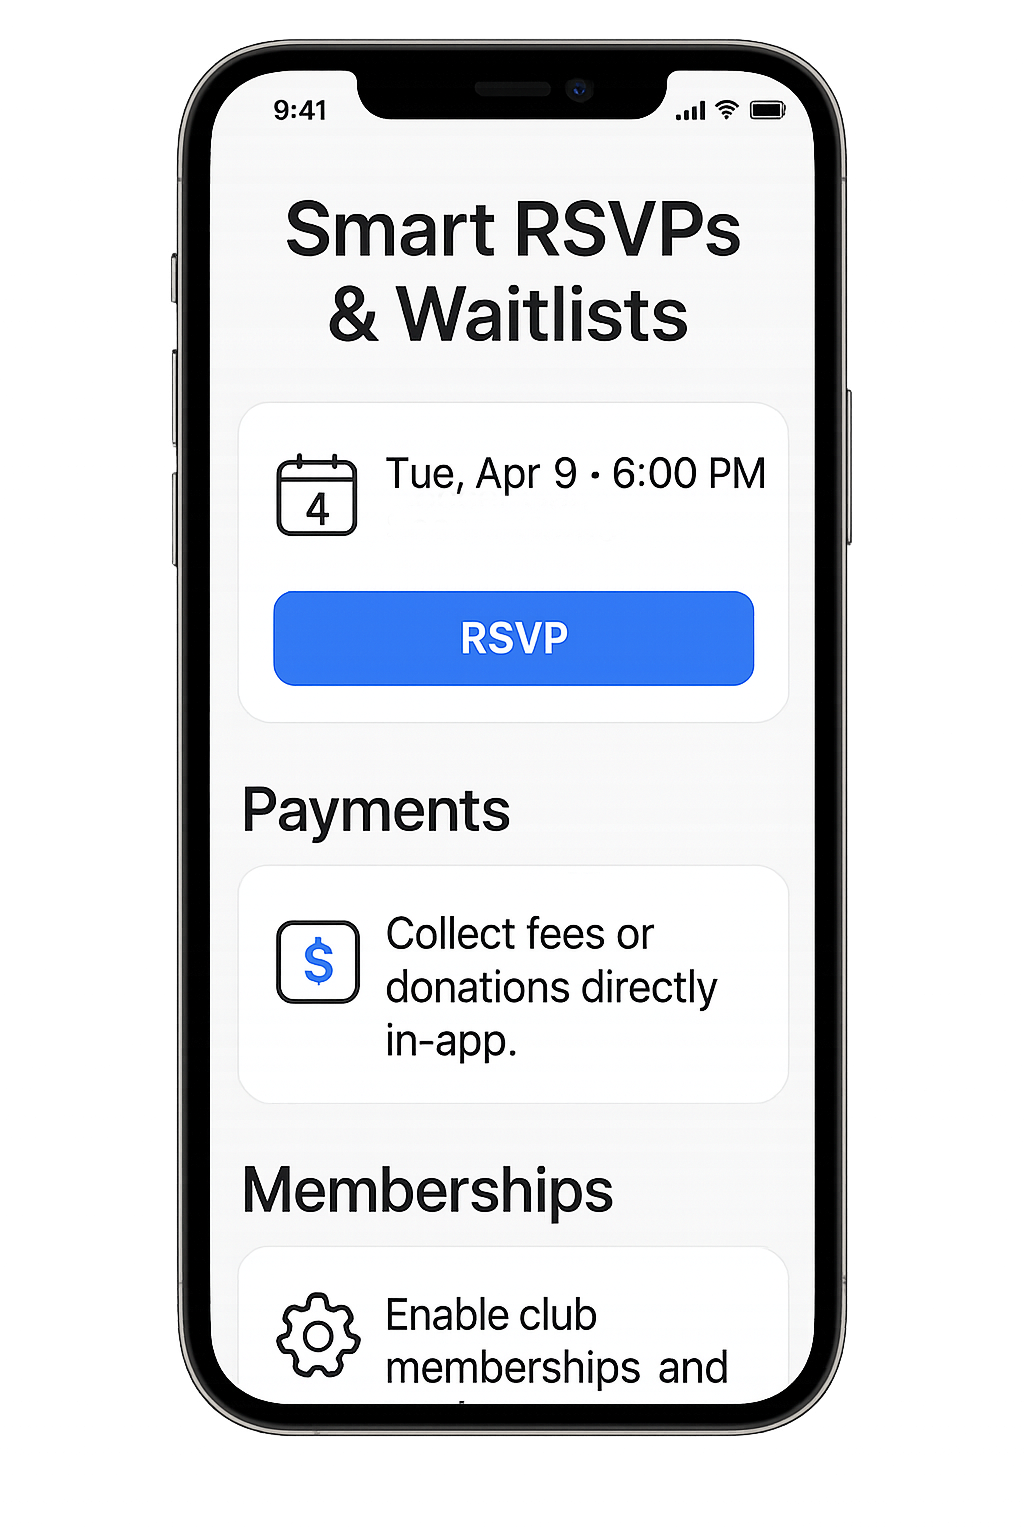 9:41
Smart RSVPs
& Waitlists
4
Tue, Apr 9 • 6:00 PM
RSVP
Payments
$
Collect fees or
donations directly
in-app.
Memberships
Enable club
memberships and